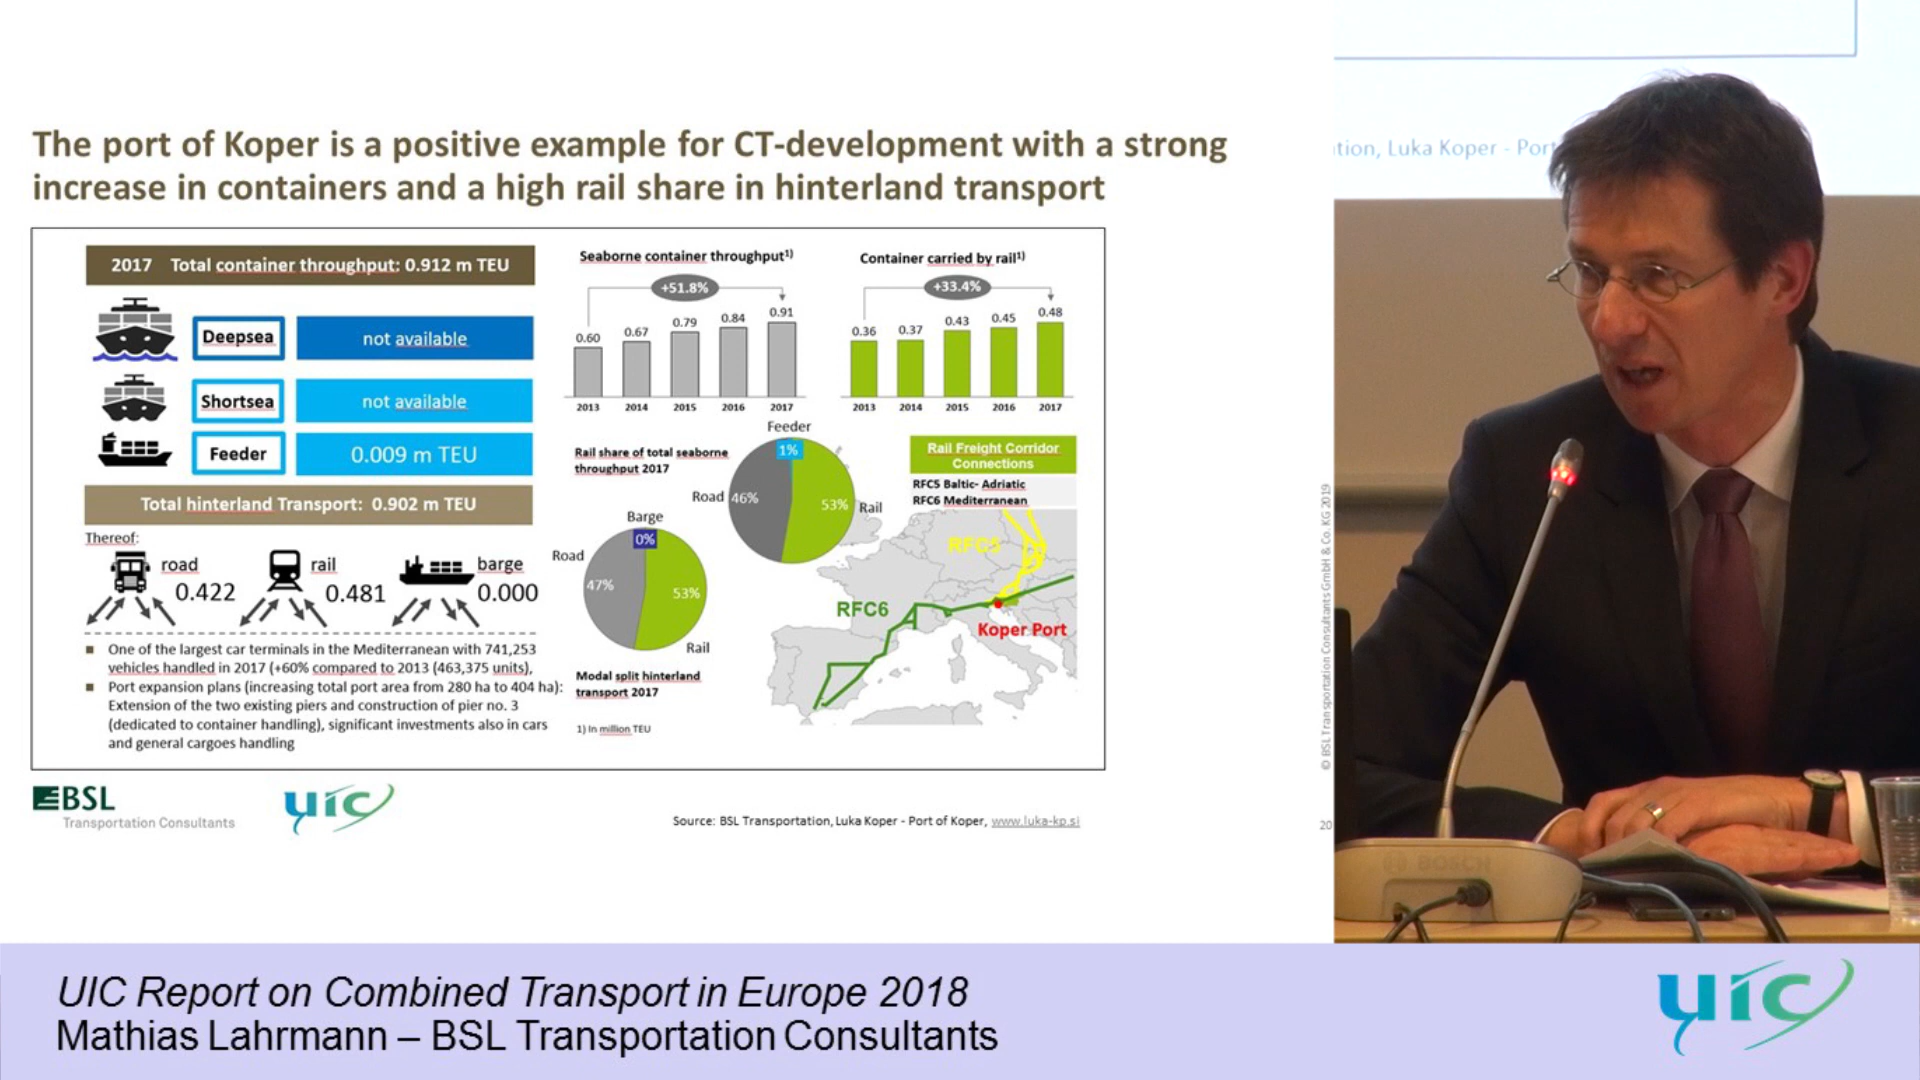 The port of Koper is a positive example for CT-development with a strong
increase in containers and a high rail share in hinterland transport
2017 Total container throughput: 0.912 m TEU
Deepsea
not available
Shortsea
not available
Feeder
0.009 m TEU
Total hinterland Transport: 0.902 m TEU
Thereof:
road
0.422
rail
0.481
barge
0.000
One of the largest car terminals in the Mediterranean with 741,253
vehicles handled in 2017 (+60% compared to 2013 (463,375 units),
Port expansion plans (increasing total port area from 280 ha to 404 ha):
Extension of the two existing piers and construction of pier no. 3
(dedicated to container handling), significant investments also in cars
and general cargoes handling
Seaborne container throughput1)
+51.8%
0.60
0.67
0.79
0.84
0.91
2013
2014
2015
2016
2017
Container carried by rail1)
+33.4%
0.36
0.37
0.43
0.45
0.48
2013
2014
2015
2016
2017
Rail share of total seaborne
throughput 2017
Feeder
1%
Road
46%
53%
Rail
Barge
0%
Road
47%
53%
Rail
Modal split hinterland
transport 2017
1) In million TEU
Rail Freight Corridor
Connections
RFC5 Baltic- Adriatic
RFC6 Mediterranean
RFC5
RFC6
Koper Port
BSL
Transportation Consultants
uic
Source: BSL Transportation, Luka Koper - Port of Koper, www.luka-kp.si
© BSL Transportation Consultants GmbH & Co. KG 2019
20
tion, Luka Koper - Port
BOSCH
UIC Report on Combined Transport in Europe 2018
Mathias Lahrmann – BSL Transportation Consultants
uic